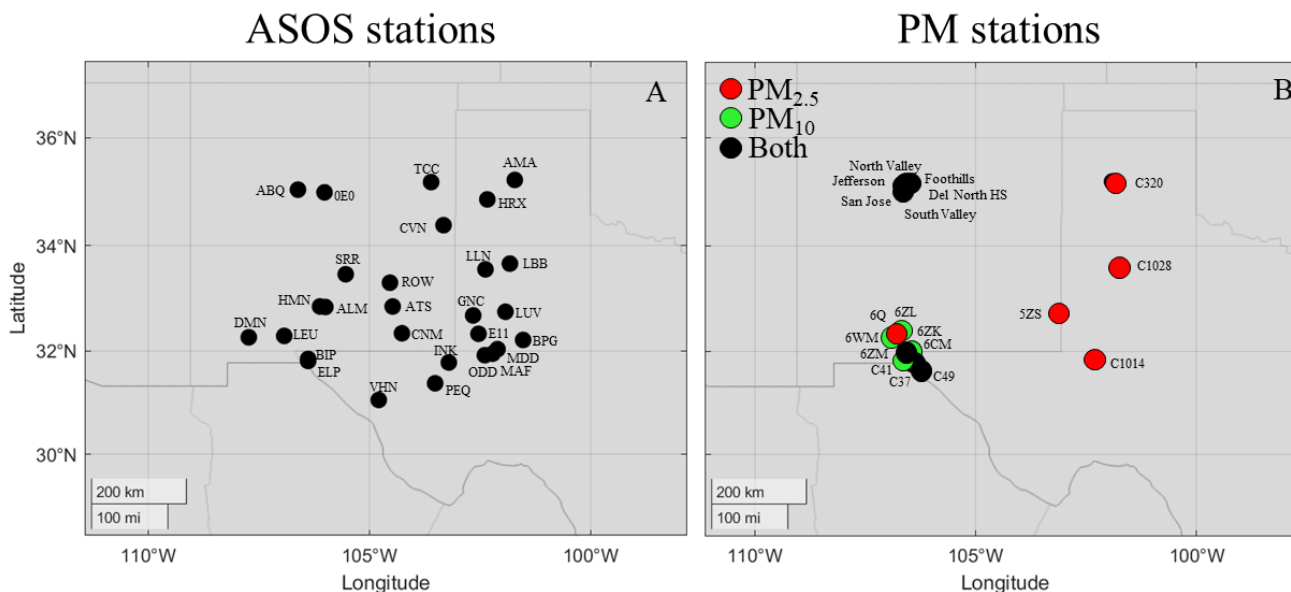 ASOS stations
A
36°N
34°N
32°N
30°N
Latitude
TCC
AMA
ABQ
0E0
HRX
CVN
SRR
LLN
LBB
ROW
HMN
ALM
ATS
GNC
LUV
DMN
LEU
CNM
E11
BPG
BIP
ELP
INK
MDD
ODD
MAF
VHN
PEQ
200 km
100 mi
110°W
105°W
100°W
Longitude
PM stations
B
PM2.5
PM10
Both
North Valley
Jefferson
Foothills
San Jose
Del North HS
South Valley
C320
C1028
5ZS
6Q
6ZL
6WM
6ZK
6CM
6ZM
C41
C37
C49
C1014
200 km
100 mi
110°W
105°W
100°W
Longitude